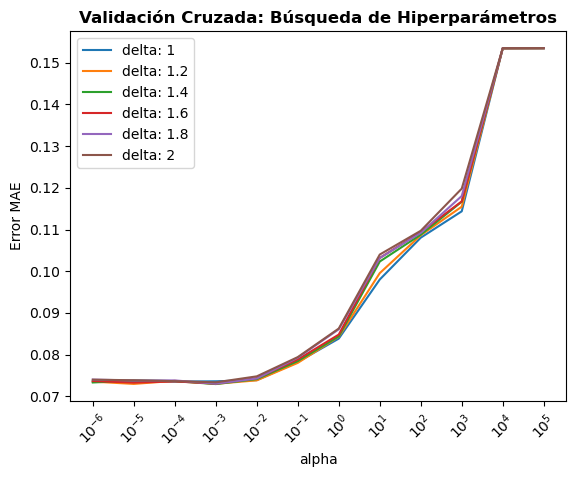 Validación Cruzada: Búsqueda de Hiperparámetros
delta: 1
delta: 1.2
delta: 1.4
delta: 1.6
delta: 1.8
delta: 2
Error MAE
0.15
0.14
0.13
0.12
0.11
0.10
0.09
0.08
0.07
10⁻⁶ 10⁻⁵ 10⁻⁴ 10⁻³ 10⁻² 10⁻¹ 10⁰ 10¹ 10² 10³ 10⁴ 10⁵
alpha